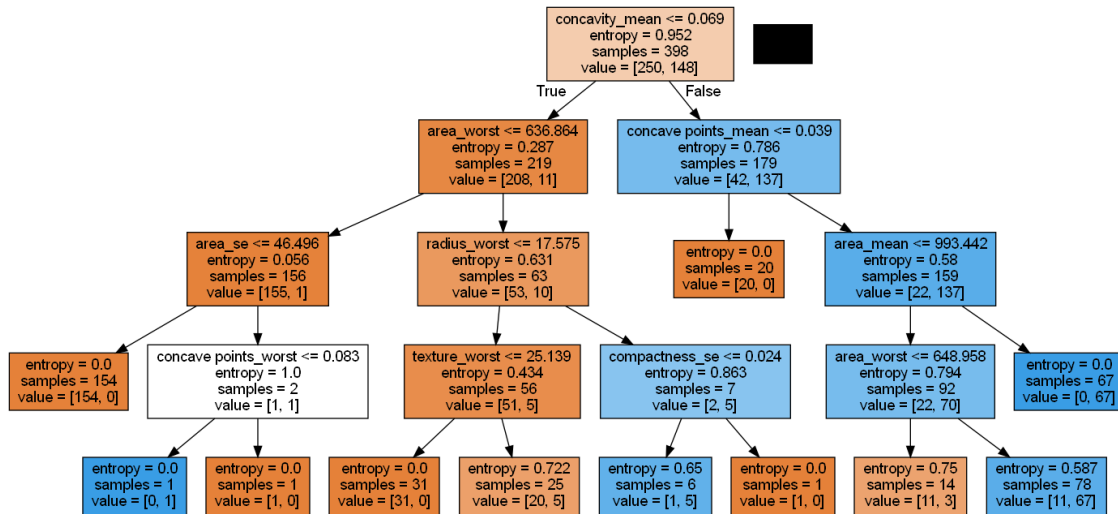 concavity_mean <= 0.069
entropy = 0.952
samples = 398
value = [250, 148]
True
False
area_worst <= 636.864
entropy = 0.287
samples = 219
value = [208, 11]
concave points_mean <= 0.039
entropy = 0.786
samples = 179
value = [42, 137]
area_se <= 46.496
entropy = 0.056
samples = 156
value = [155, 1]
radius_worst <= 17.575
entropy = 0.631
samples = 63
value = [53, 10]
entropy = 0.0
samples = 20
value = [20, 0]
area_mean <= 993.442
entropy = 0.58
samples = 159
value = [22, 137]
entropy = 0.0
samples = 154
value = [154, 0]
concave points_worst <= 0.083
entropy = 1.0
samples = 2
value = [1, 1]
texture_worst <= 25.139
entropy = 0.434
samples = 56
value = [51, 5]
compactness_se <= 0.024
entropy = 0.863
samples = 7
value = [2, 5]
area_worst <= 648.958
entropy = 0.794
samples = 92
value = [22, 70]
entropy = 0.0
samples = 67
value = [0, 67]
entropy = 0.0
samples = 1
value = [0, 1]
entropy = 0.0
samples = 1
value = [1, 0]
entropy = 0.0
samples = 31
value = [31, 0]
entropy = 0.722
samples = 25
value = [20, 5]
entropy = 0.65
samples = 6
value = [1, 5]
entropy = 0.0
samples = 1
value = [1, 0]
entropy = 0.75
samples = 14
value = [11, 3]
entropy = 0.587
samples = 78
value = [11, 67]